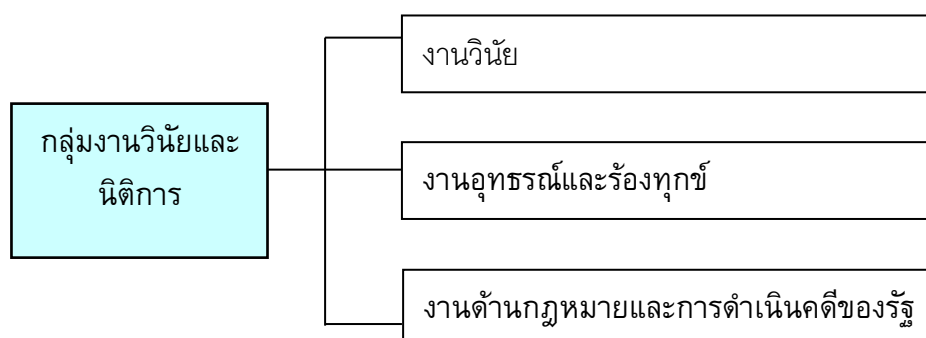 กลุ่มงานวินัยและ
นิติการ
งานวินัย
งานอุทธรณ์และร้องทุกข์
งานด้านกฎหมายและการดำเนินคดีของรัฐ